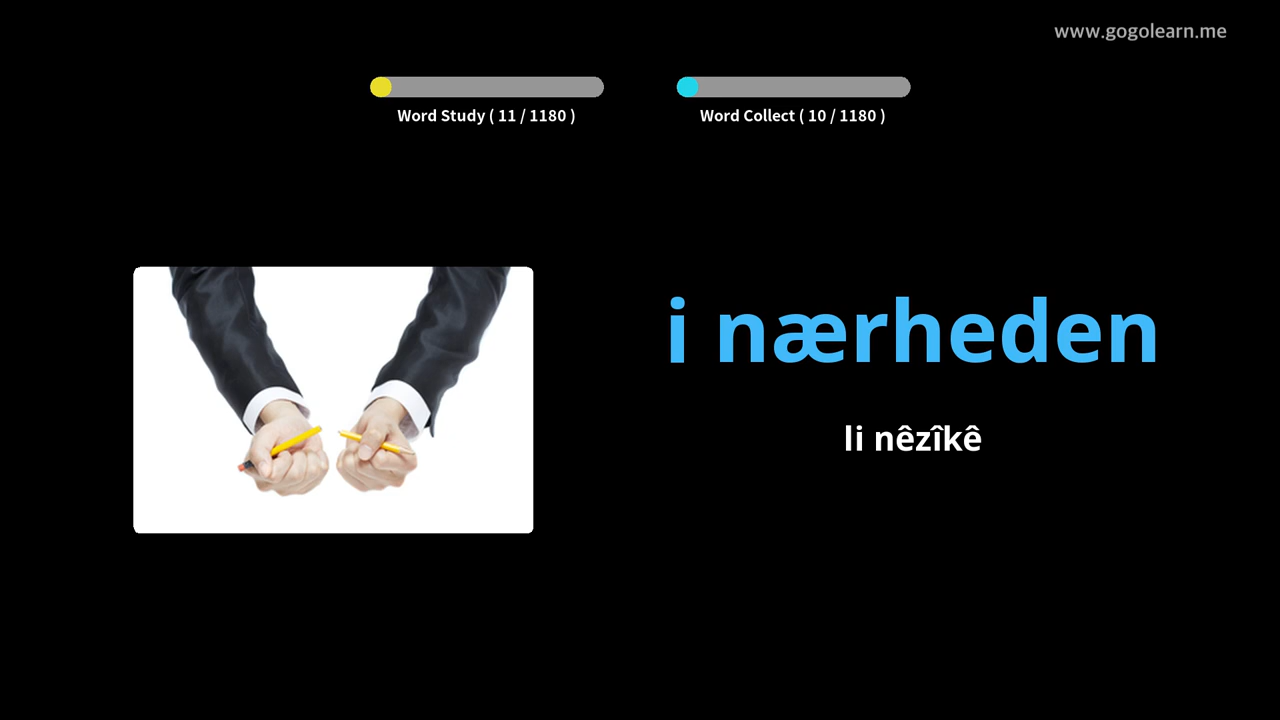 www.gogolearn.me
Word Study ( 11 / 1180 )
Word Collect ( 10 / 1180 )
i nærheden
li nêzîkê